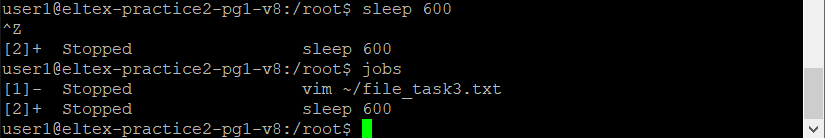 user1@eltex-practice2-pg1-v8:/root$ sleep 600
^Z
[2]+  Stopped                 sleep 600
user1@eltex-practice2-pg1-v8:/root$ jobs
[1]-  Stopped                 vim ~/file_task3.txt
[2]+  Stopped                 sleep 600
user1@eltex-practice2-pg1-v8:/root$